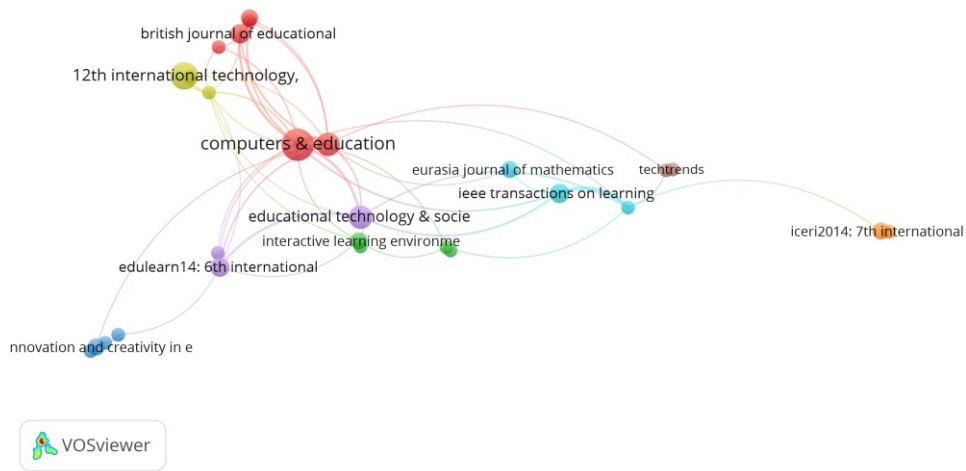 british journal of educational
12th international technology,
computers & education
eurasia journal of mathematics
techtrends
ieee transactions on learning
educational technology & socie
iceri2014: 7th international
interactive learning environme
edulearn14: 6th international
nnovation and creativity in e
VOSviewer